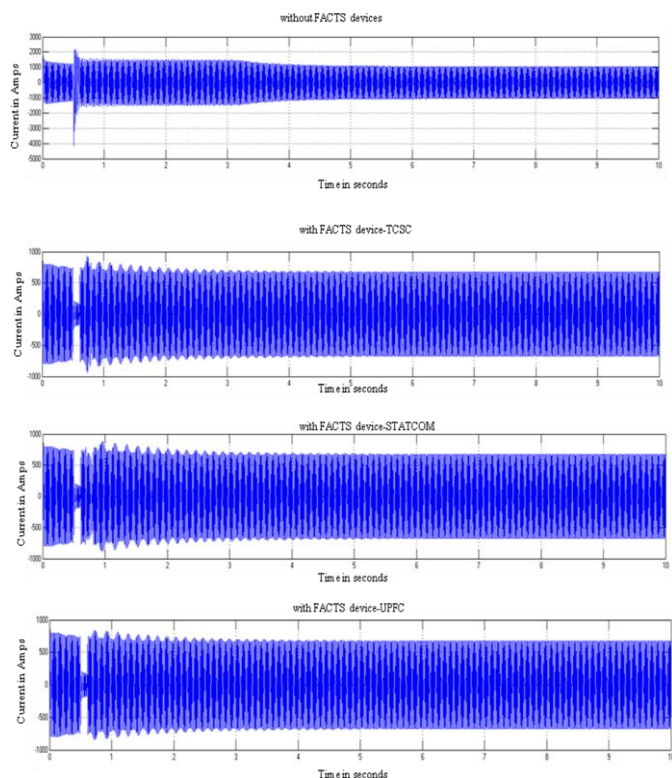 without FACTS devices
3000
2000
1000
0
-1000
-2000
-3000
-4000
-5000
Current in Amps
0 1 2 3 4 5 6 7 8 9 10
Time in seconds
with FACTS device-TCSC
1000
500
0
-500
-1000
Current in Amps
0 1 2 3 4 5 6 7 8 9 10
Time in seconds
with FACTS device-STATCOM
1000
500
0
-500
-1000
Current in Amps
0 1 2 3 4 5 6 7 8 9 10
Time in seconds
with FACTS device-UPFC
1000
500
0
-500
-1000
Current in Amps
0 1 2 3 4 5 6 7 8 9 10
Time in seconds